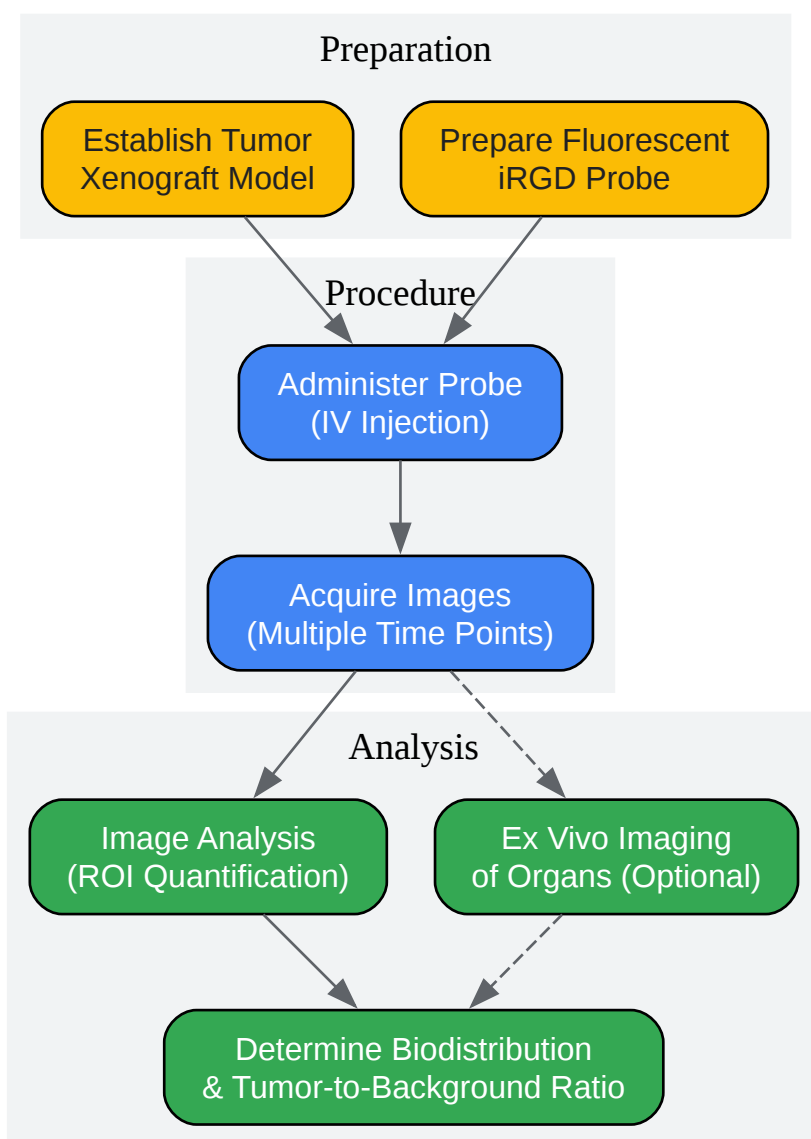 Preparation
Establish Tumor
Xenograft Model
Prepare Fluorescent
iRGD Probe
Procedure
Administer Probe
(IV Injection)
Acquire Images
(Multiple Time Points)
Analysis
Image Analysis
(ROI Quantification)
Ex Vivo Imaging
of Organs (Optional)
Determine Biodistribution
& Tumor-to-Background Ratio